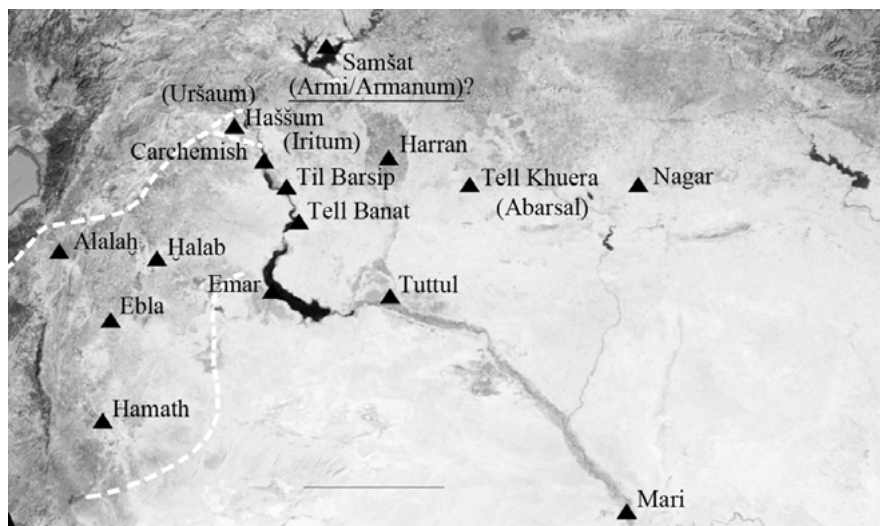 Samšat
(Armi/Armanum)?
(Uršaum)
Haššum
(Iritum)
Carchemish
Harran
Til Barsip
Tell Khuera
(Abarsal)
Nagar
Tell Banat
Alalaḫ
Ḫalab
Emar
Tuttul
Ebla
Hamath
Mari